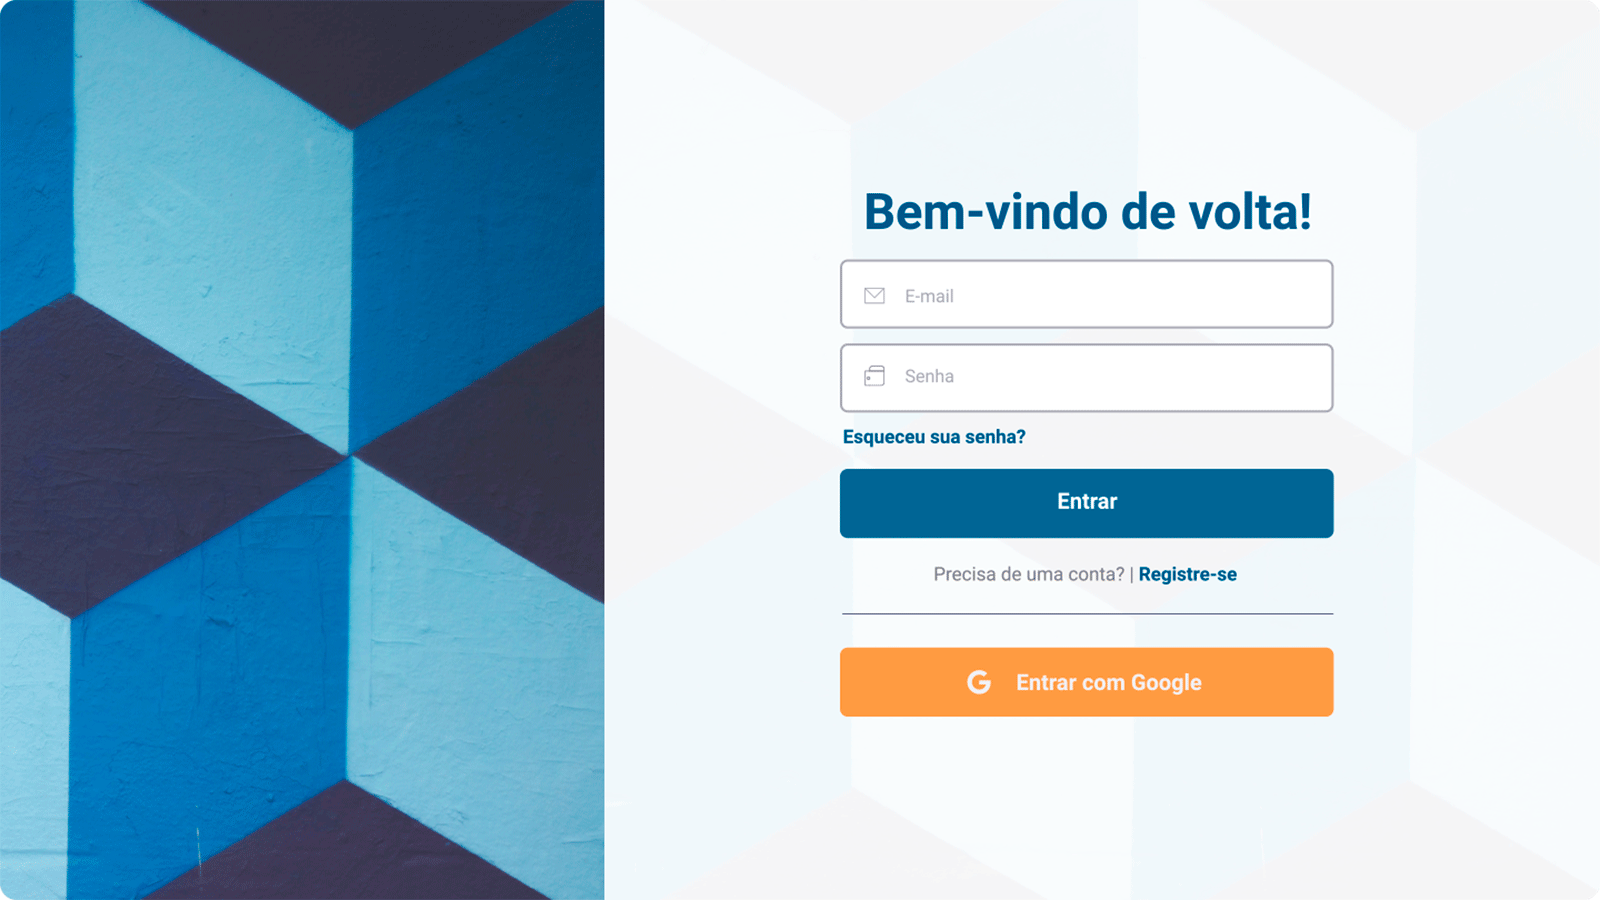 Bem-vindo de volta!
E-mail
Senha
Esqueceu sua senha?
Entrar
Precisa de uma conta? | Registre-se
Entrar com Google